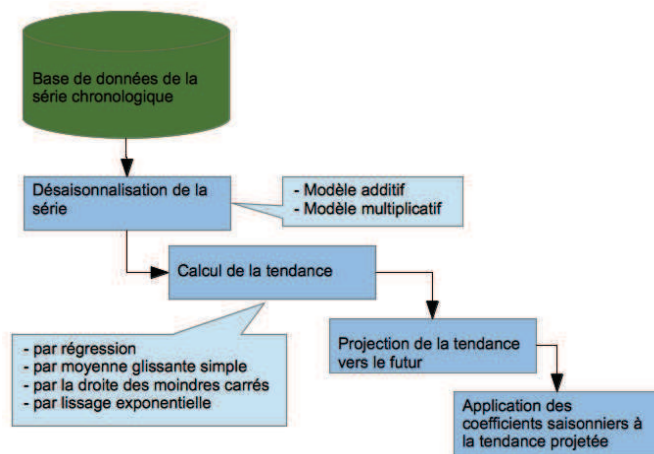 Base de données de la
série chronologique
Désaisonnalisation de la
série
- Modèle additif
- Modèle multiplicatif
Calcul de la tendance
- par régression
- par moyenne glissante simple
- par la droite des moindres carrés
- par lissage exponentielle
Projection de la tendance
vers le futur
Application des
coefficients saisonniers à
la tendance projetée